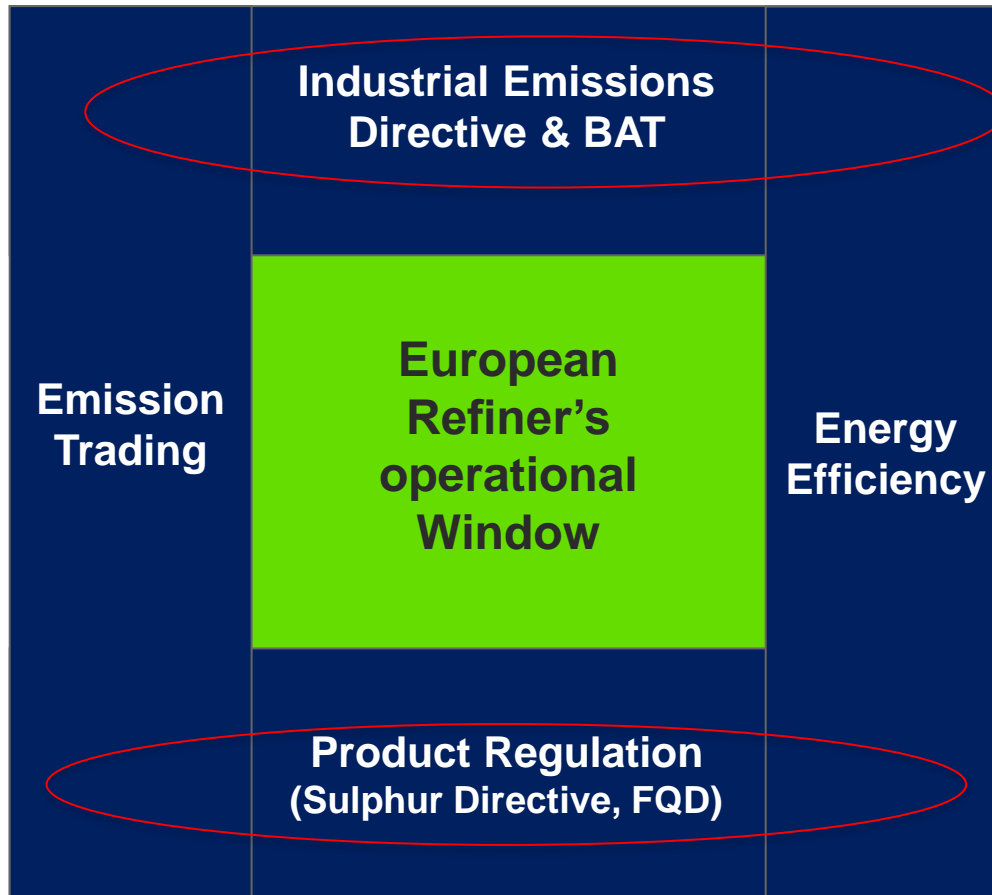 Industrial Emissions
Directive & BAT
European
Refiner’s
operational
Window
Emission
Trading
Energy
Efficiency
Product Regulation
(Sulphur Directive, FQD)